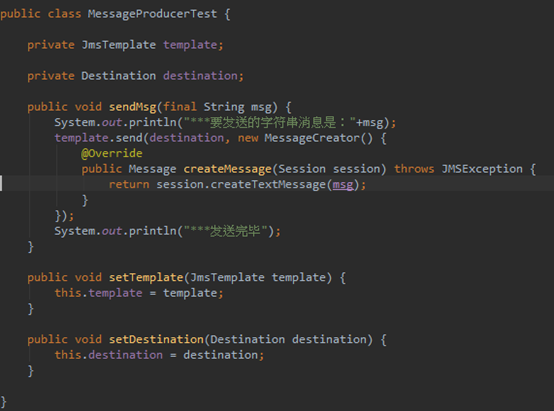 public class MessageProducerTest {
private JmsTemplate template;
private Destination destination;
public void sendMsg(final String msg) {
System.out.println("***要发送的字符串消息是："+msg);
template.send(destination, new MessageCreator() {
@Override
public Message createMessage(Session session) throws JMSException {
return session.createTextMessage(msg);
}
});
System.out.println("***发送完毕");
}
public void setTemplate(JmsTemplate template) {
this.template = template;
}
public void setDestination(Destination destination) {
this.destination = destination;
}
}